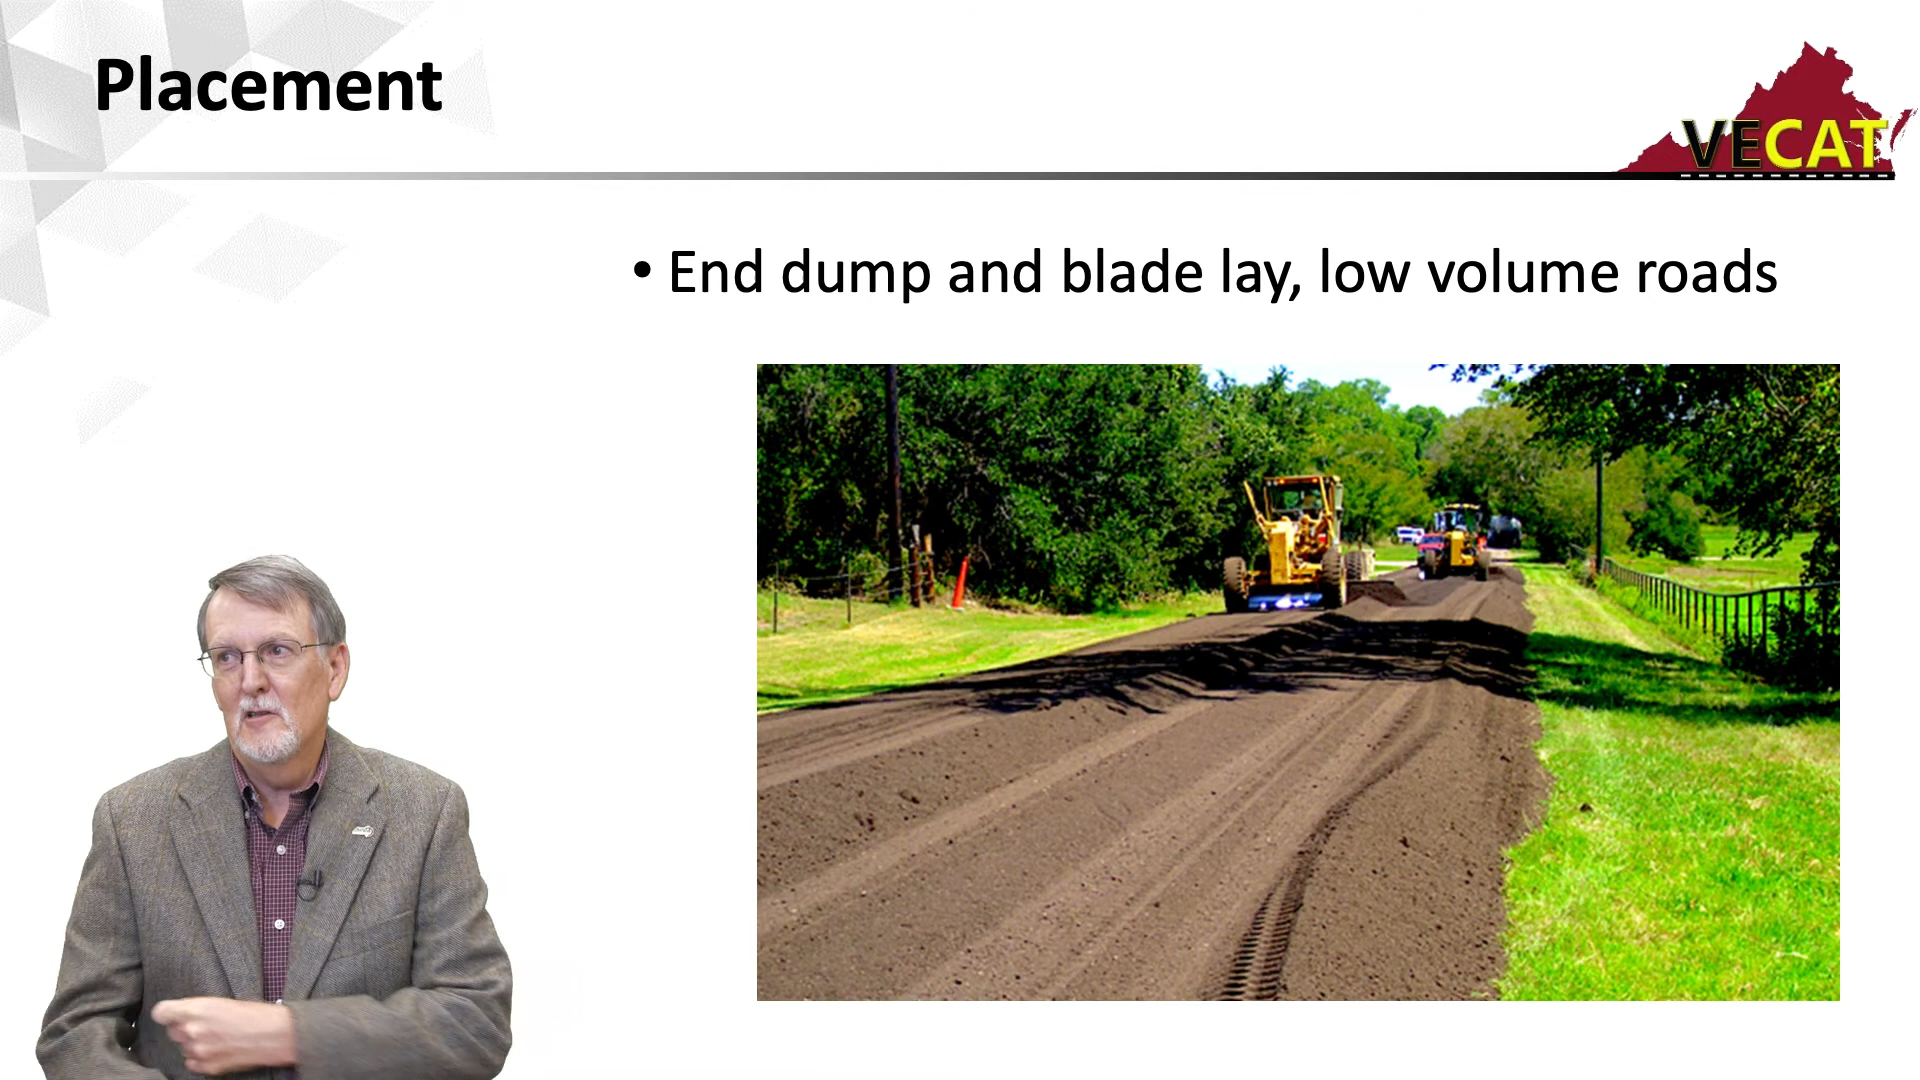 Placement
VECAT
• End dump and blade lay, low volume roads